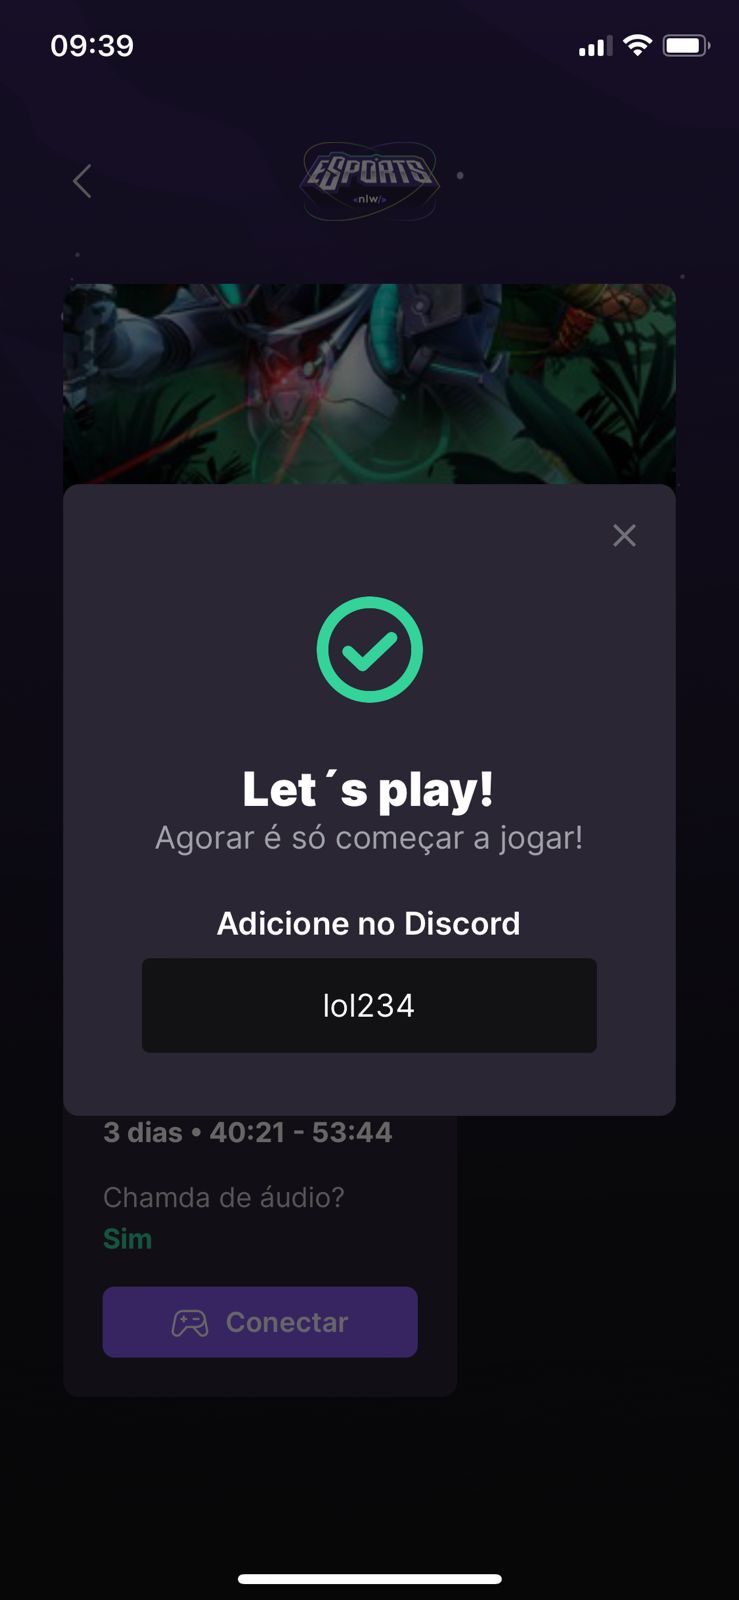 09:39
ESPORTS
<nlw/>
Let´s play!
Agorar é só começar a jogar!
Adicione no Discord
lol234
3 dias • 40:21 - 53:44
Chamda de áudio?
Sim
Conectar